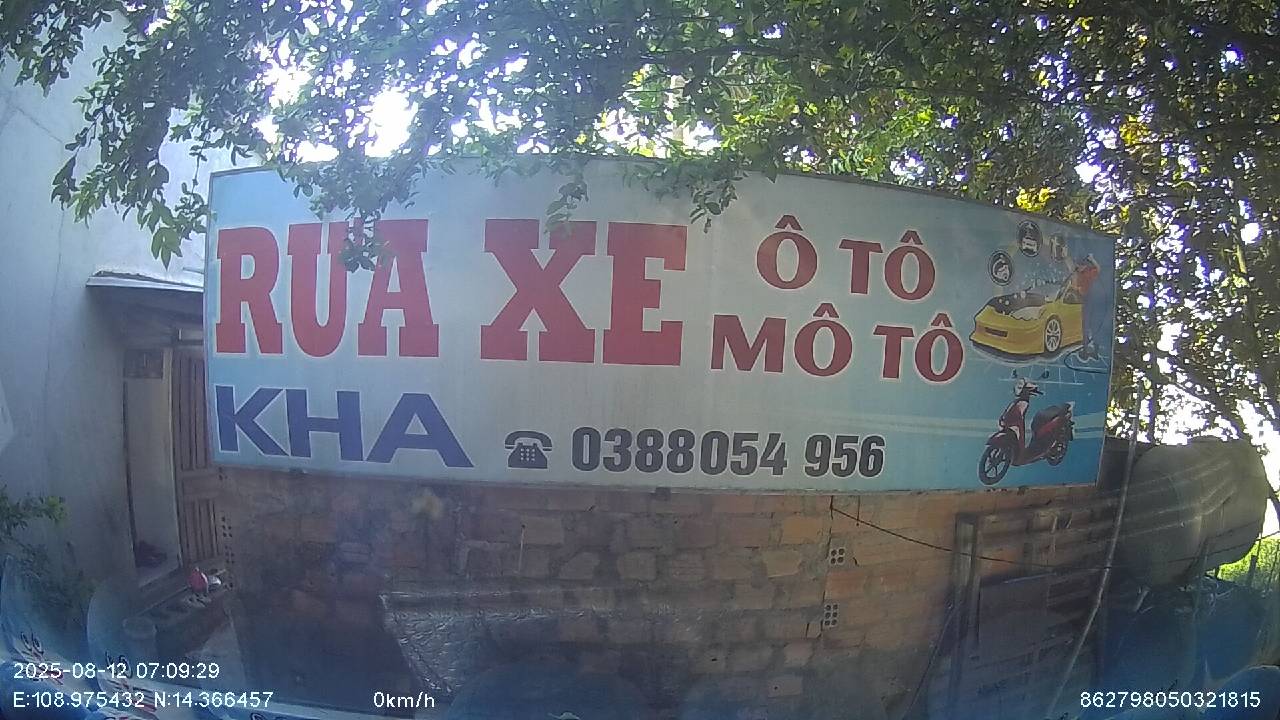 RỬA XE Ô TÔ
MÔ TÔ
KHA ☎ 0388054 956
2025-08-12 07:09:29
E:108.975432 N:14.366457 0km/h 862798050321815